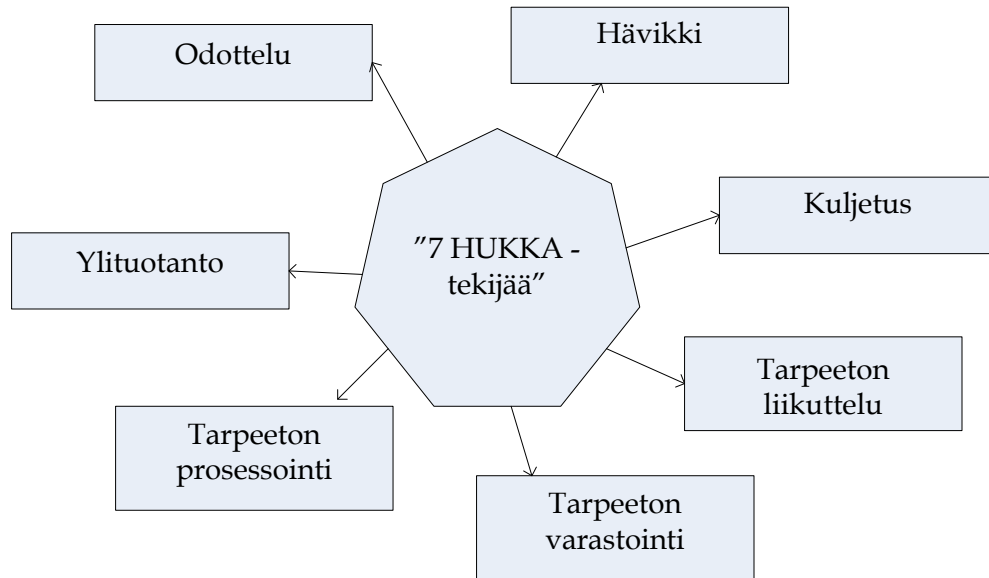 Odottelu
Hävikki
Kuljetus
Ylituotanto
”7 HUKKA -
tekijää”
Tarpeeton
liikuttelu
Tarpeeton
prosessointi
Tarpeeton
varastointi